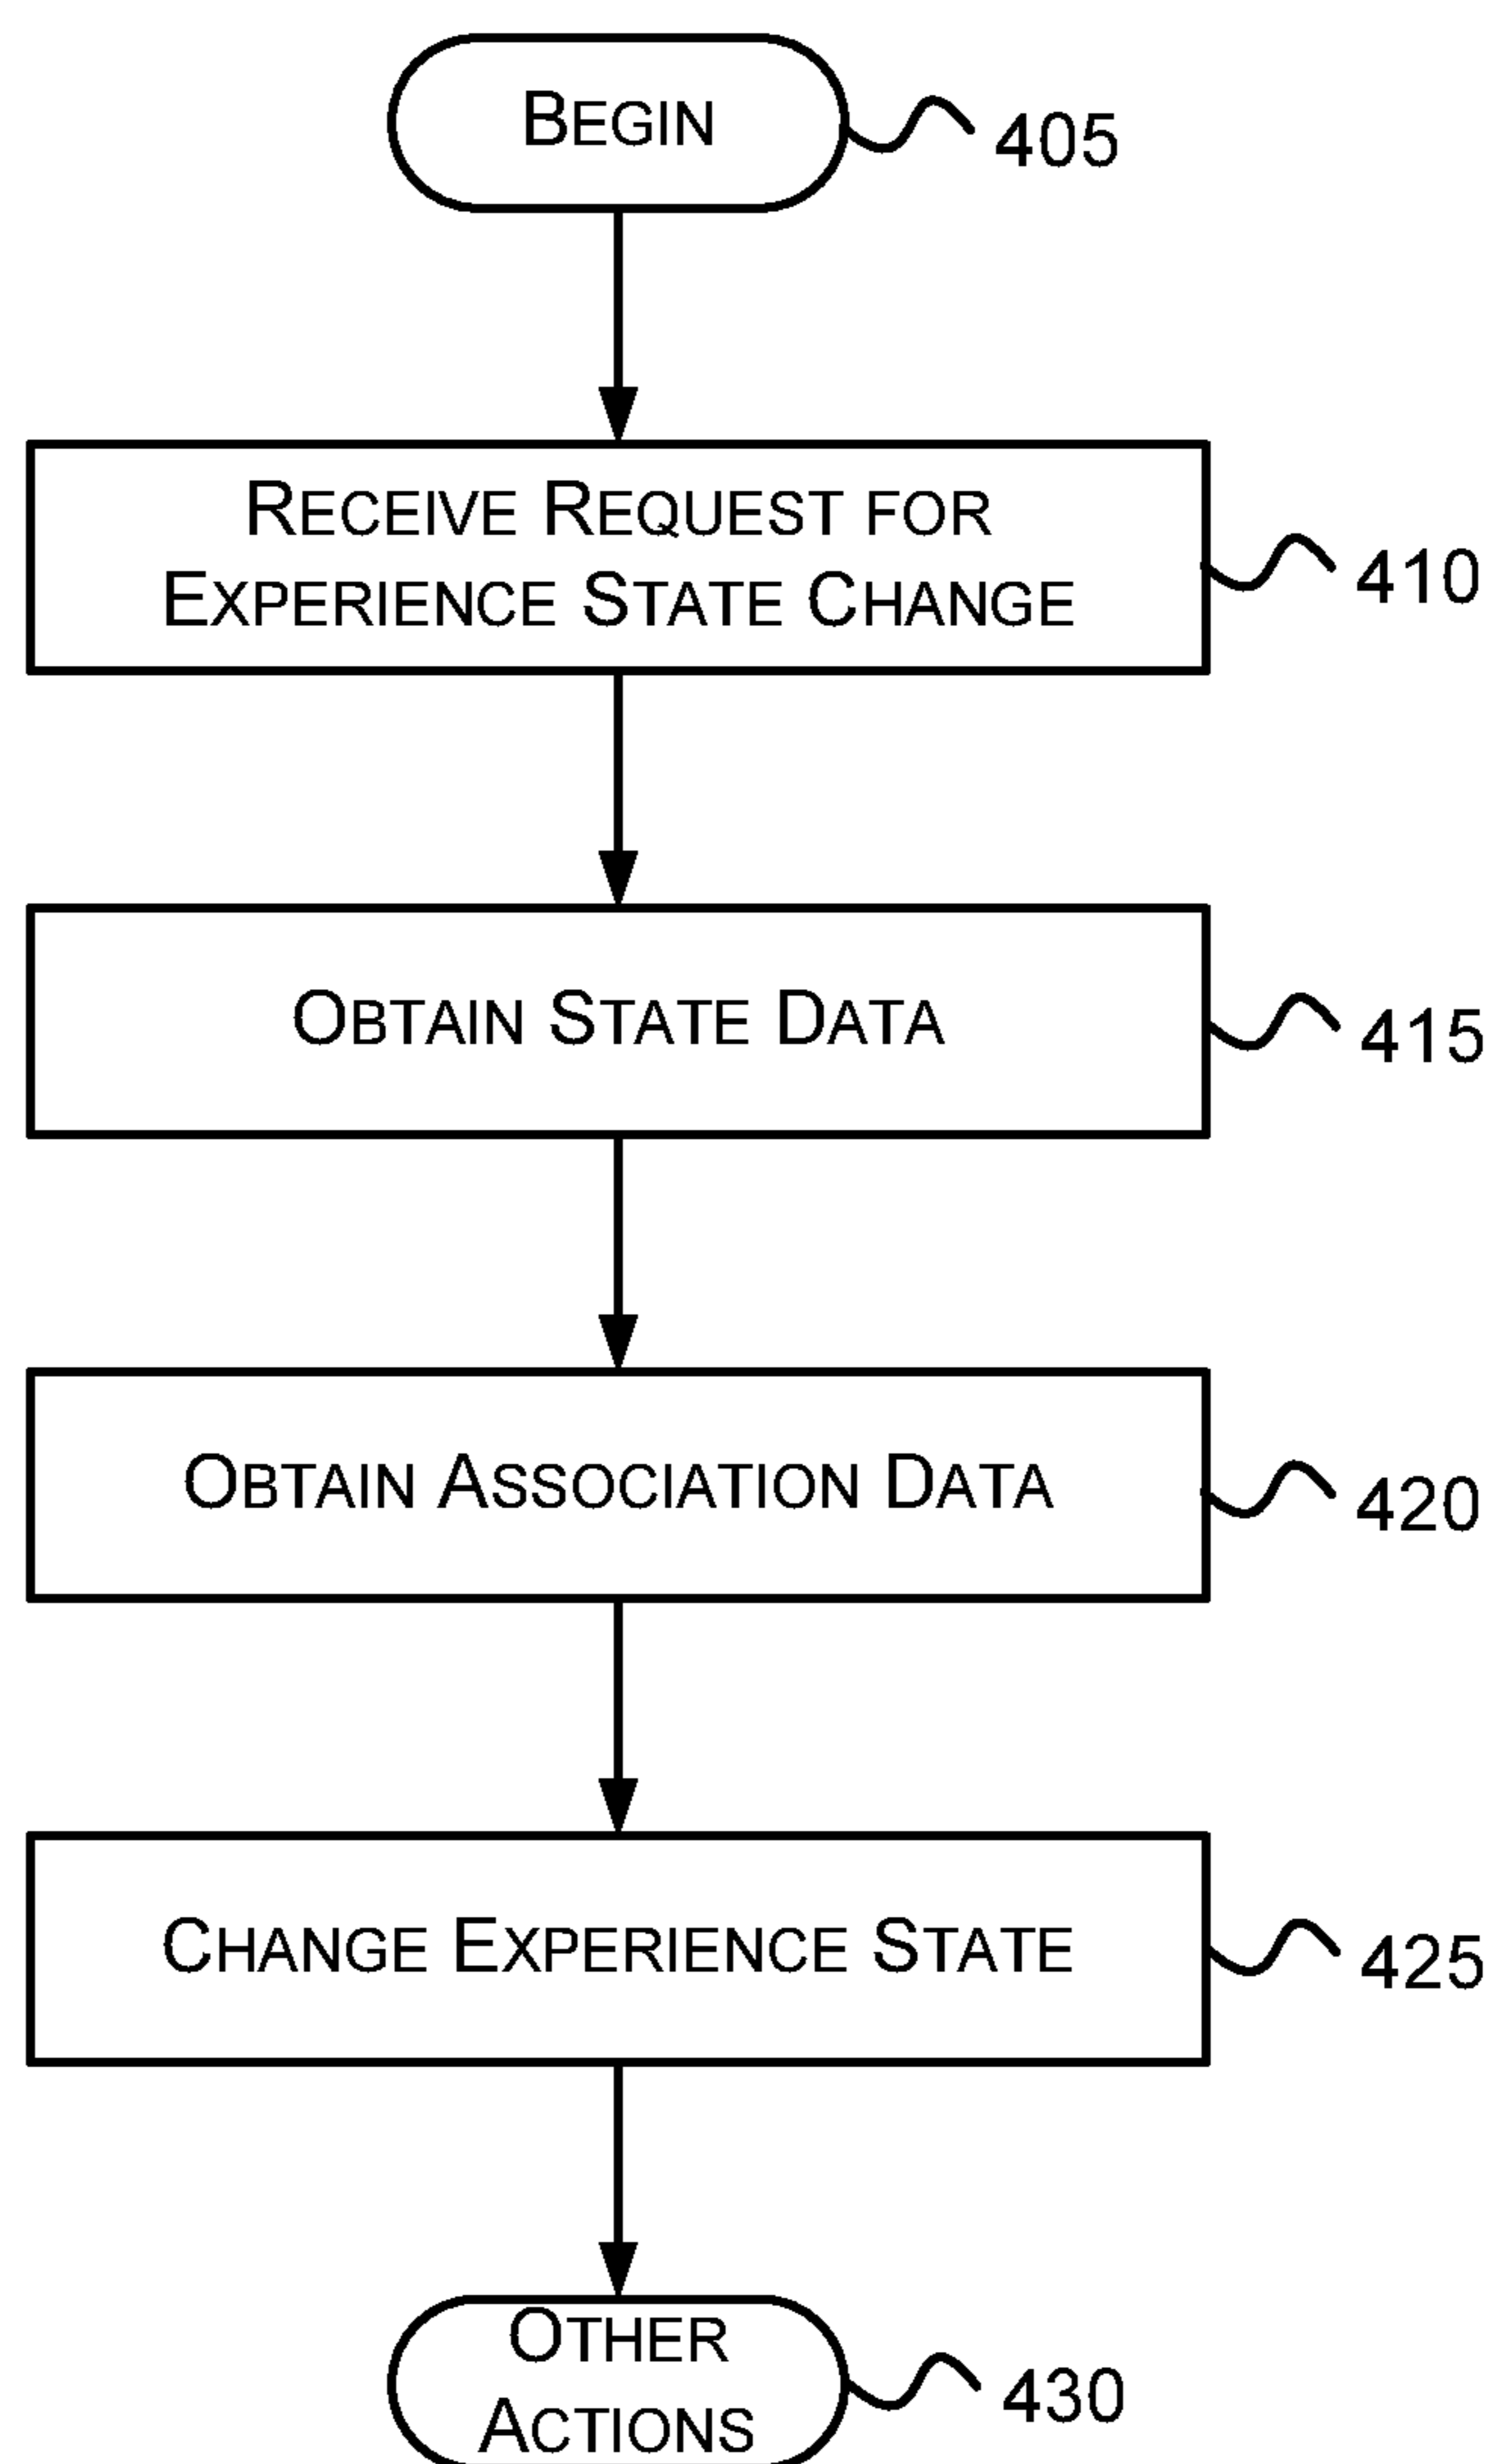 BEGIN
405
RECEIVE REQUEST FOR
EXPERIENCE STATE CHANGE
410
OBTAIN STATE DATA
415
OBTAIN ASSOCIATION DATA
420
CHANGE EXPERIENCE STATE
425
OTHER
ACTIONS
430